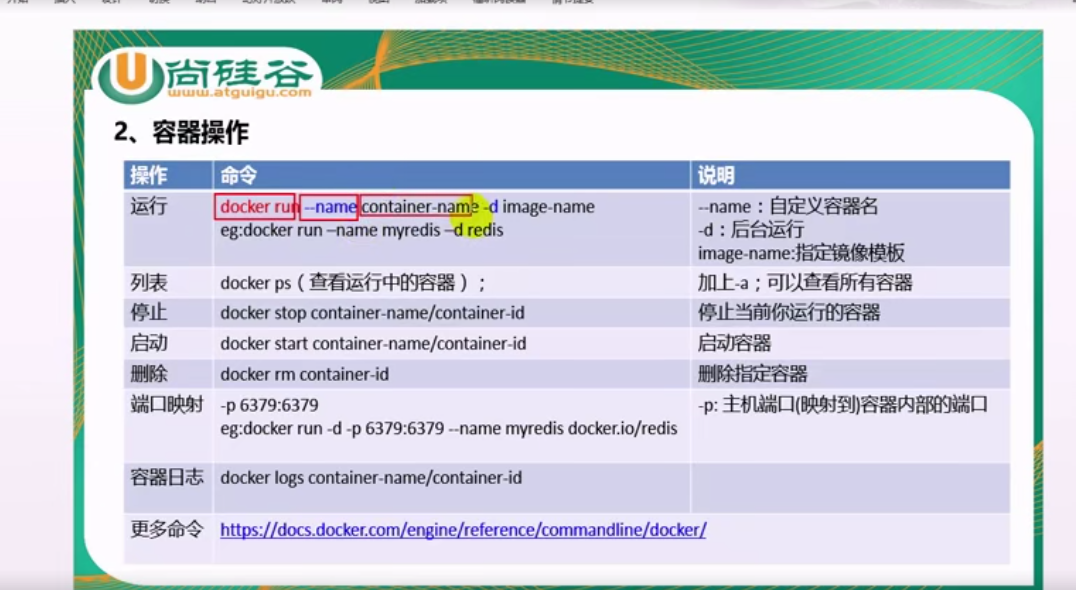 尚硅谷
www.atguigu.com
2、容器操作
操作 命令 说明
运行 docker run --name container-name -d image-name --name：自定义容器名
eg:docker run –name myredis –d redis -d：后台运行
image-name:指定镜像模板
列表 docker ps（查看运行中的容器）； 加上-a；可以查看所有容器
停止 docker stop container-name/container-id 停止当前你运行的容器
启动 docker start container-name/container-id 启动容器
删除 docker rm container-id 删除指定容器
端口映射 -p 6379:6379 -p: 主机端口(映射到)容器内部的端口
eg:docker run -d -p 6379:6379 --name myredis docker.io/redis
容器日志 docker logs container-name/container-id
更多命令 https://docs.docker.com/engine/reference/commandline/docker/